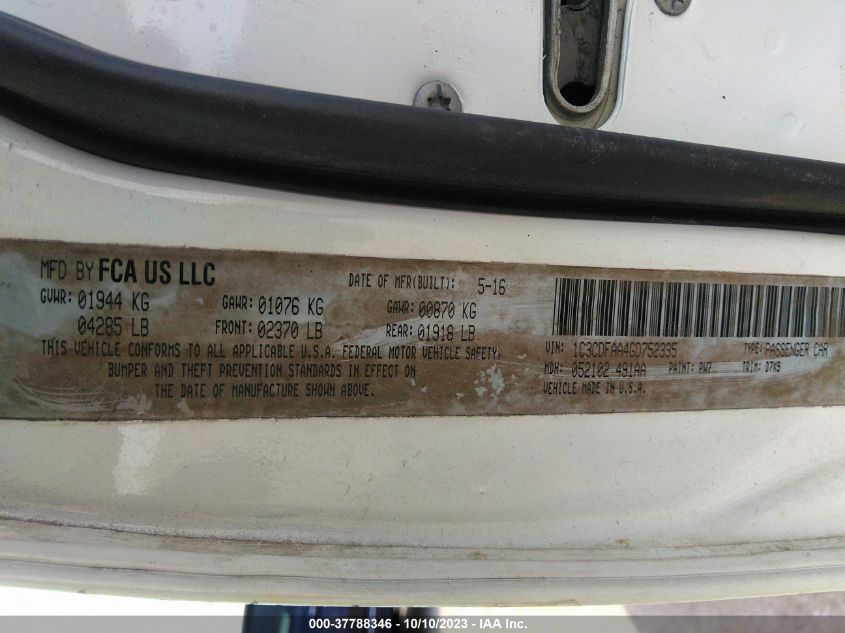 MFD BY FCA US LLC
DATE OF MFR(BUILT): 5-16
GVWR: 01944 KG
04285 LB
GAWR: 01076 KG
FRONT: 02370 LB
GAWR: 00870 KG
REAR: 01918 LB
THIS VEHICLE CONFORMS TO ALL APPLICABLE U.S.A. FEDERAL MOTOR VEHICLE SAFETY,
BUMPER AND THEFT PREVENTION STANDARDS IN EFFECT ON
THE DATE OF MANUFACTURE SHOWN ABOVE.
VIN: 1C3CDFAA4GD752335 TYPE: PASSENGER CAR
MDH: 052102 491AA PAINT: PW7 TRIM: D7X9
VEHICLE MADE IN U.S.A.
000-37788346 - 10/10/2023 - IAA Inc.